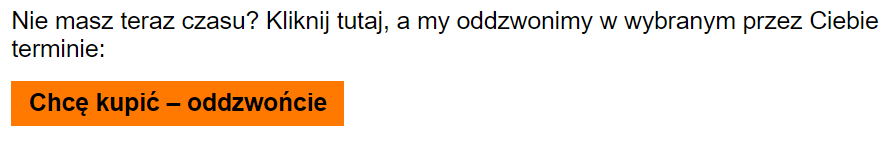 Nie masz teraz czasu? Kliknij tutaj, a my oddzwonimy w wybranym przez Ciebie
terminie:
Chcę kupić – oddzwońcie